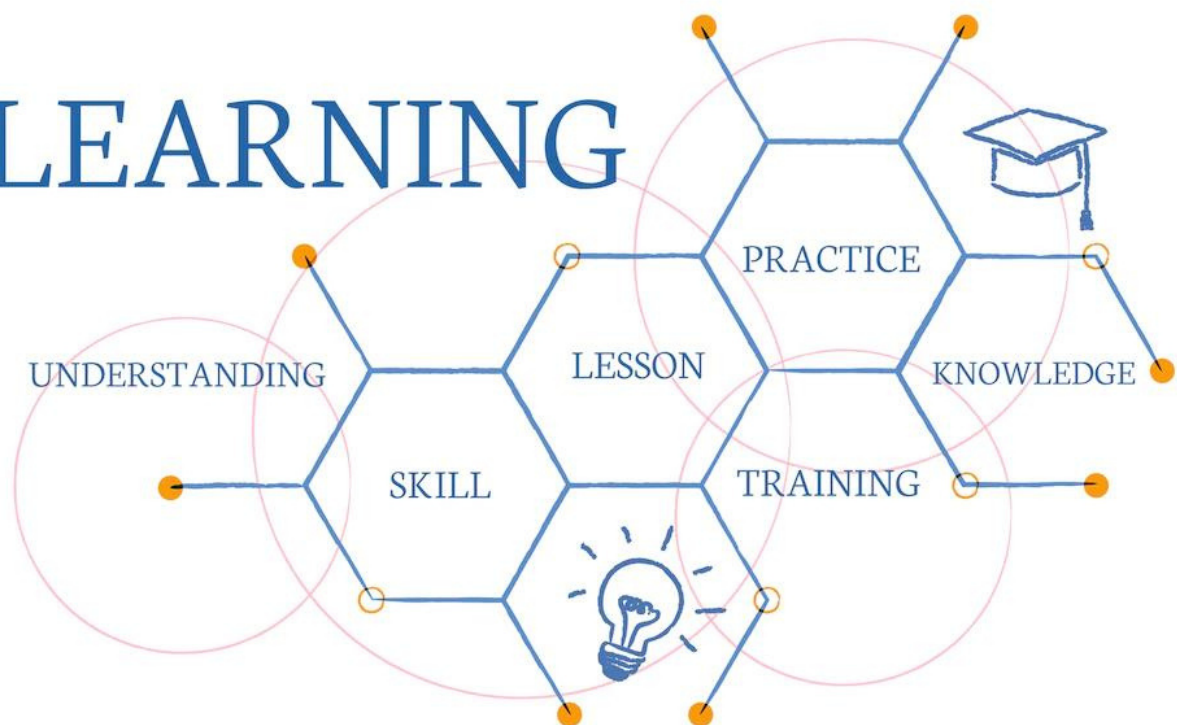 LEARNING
PRACTICE
UNDERSTANDING
LESSON
KNOWLEDGE
SKILL
TRAINING